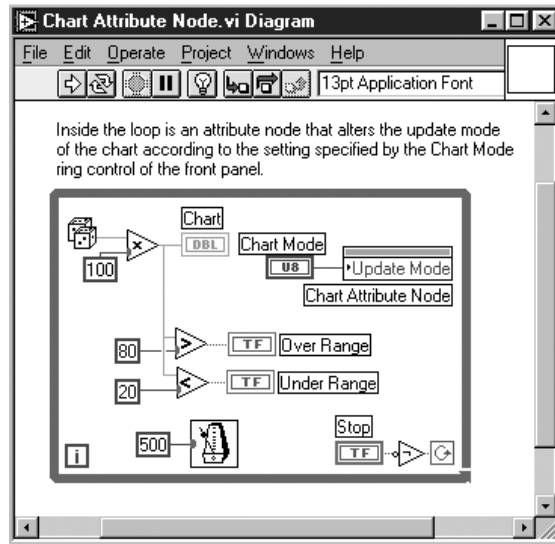 Chart Attribute Node.vi Diagram
File Edit Operate Project Windows Help
13pt Application Font
Inside the loop is an attribute node that alters the update mode
of the chart according to the setting specified by the Chart Mode
ring control of the front panel.
Chart
DBL
Chart Mode
U8
Update Mode
100
Chart Attribute Node
80
>
TF
Over Range
20
<
TF
Under Range
500
Stop
TF
i